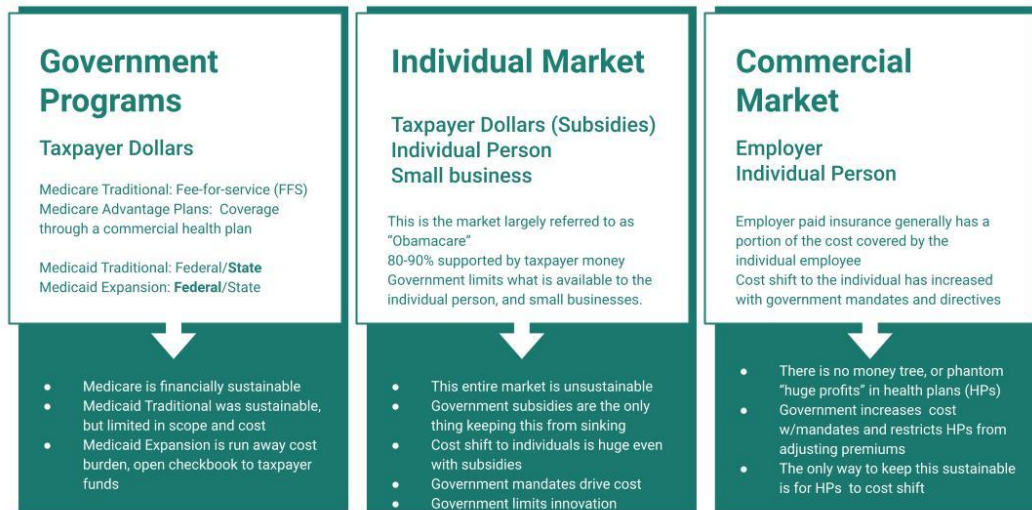 Government
Programs
Taxpayer Dollars
Medicare Traditional: Fee-for-service (FFS)
Medicare Advantage Plans: Coverage
through a commercial health plan
Medicaid Traditional: Federal/State
Medicaid Expansion: Federal/State
● Medicare is financially sustainable
● Medicaid Traditional was sustainable,
but limited in scope and cost
● Medicaid Expansion is run away cost
burden, open checkbook to taxpayer
funds
Individual Market
Taxpayer Dollars (Subsidies)
Individual Person
Small business
This is the market largely referred to as
“Obamacare”
80-90% supported by taxpayer money
Government limits what is available to the
individual person, and small businesses.
● This entire market is unsustainable
● Government subsidies are the only
thing keeping this from sinking
● Cost shift to individuals is huge even
with subsidies
● Government mandates drive cost
● Government limits innovation
Commercial
Market
Employer
Individual Person
Employer paid insurance generally has a
portion of the cost covered by the
individual employee
Cost shift to the individual has increased
with government mandates and directives
● There is no money tree, or phantom
“huge profits” in health plans (HPs)
● Government increases cost
w/mandates and restricts HPs from
adjusting premiums
● The only way to keep this sustainable
is for HPs to cost shift